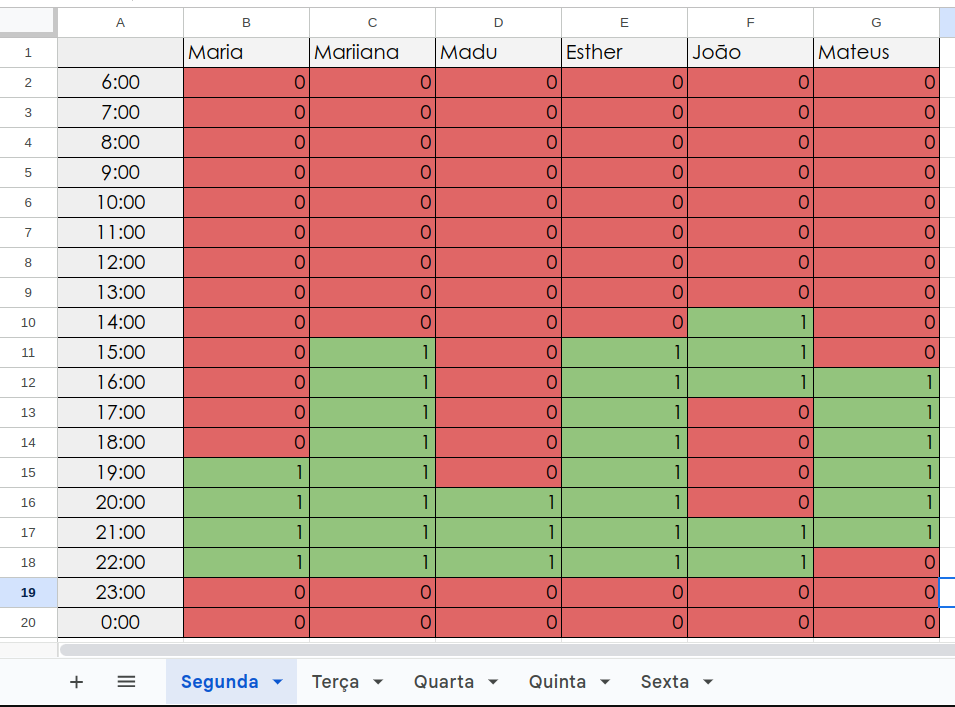 A B C D E F G
1 Maria Mariiana Madu Esther João Mateus
2 6:00 0 0 0 0 0 0
3 7:00 0 0 0 0 0 0
4 8:00 0 0 0 0 0 0
5 9:00 0 0 0 0 0 0
6 10:00 0 0 0 0 0 0
7 11:00 0 0 0 0 0 0
8 12:00 0 0 0 0 0 0
9 13:00 0 0 0 0 0 0
10 14:00 0 0 0 0 1 0
11 15:00 0 1 0 1 1 0
12 16:00 0 1 0 1 1 1
13 17:00 0 1 0 1 0 1
14 18:00 0 1 0 1 0 1
15 19:00 1 1 0 1 0 1
16 20:00 1 1 1 1 0 1
17 21:00 1 1 1 1 1 1
18 22:00 1 1 1 1 1 0
19 23:00 0 0 0 0 0 0
20 0:00 0 0 0 0 0 0
Segunda Terça Quarta Quinta Sexta